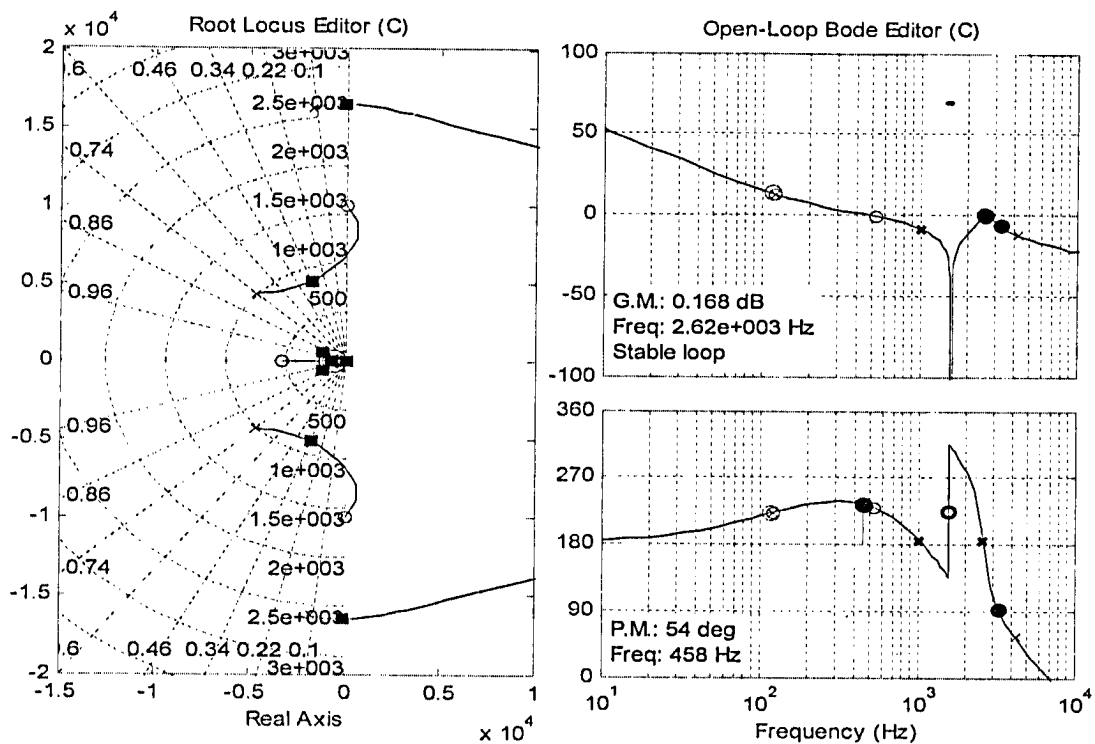 Root Locus Editor (C)
x 10^4
2
1.5
1
0.5
0
-0.5
-1
-1.5
-2
.6
0.46
0.34
0.22
0.1
3e+003
0.74
2.5e+003
2e+003
0.86
1.5e+003
1e+003
0.96
500
0.96
500
1e+003
0.86
1.5e+003
0.74
2e+003
2.5e+003
.6
0.46
0.34
0.22
0.1
3e+003
-1.5
-1
-0.5
0
0.5
1
Real Axis
x 10^4
Open-Loop Bode Editor (C)
100
50
0
-50
-100
G.M.: 0.168 dB
Freq: 2.62e+003 Hz
Stable loop
360
270
180
90
0
P.M.: 54 deg
Freq: 458 Hz
10^1
10^2
10^3
10^4
Frequency (Hz)